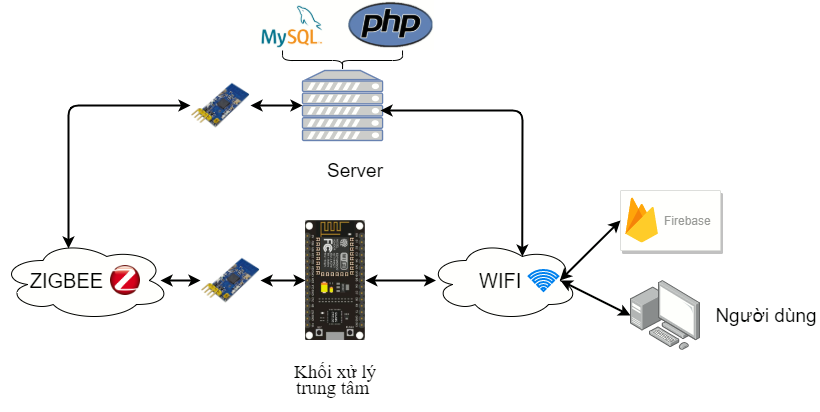 MySQL
php
Server
Firebase
ZIGBEE
WIFI
Người dùng
Khối xử lý
trung tâm